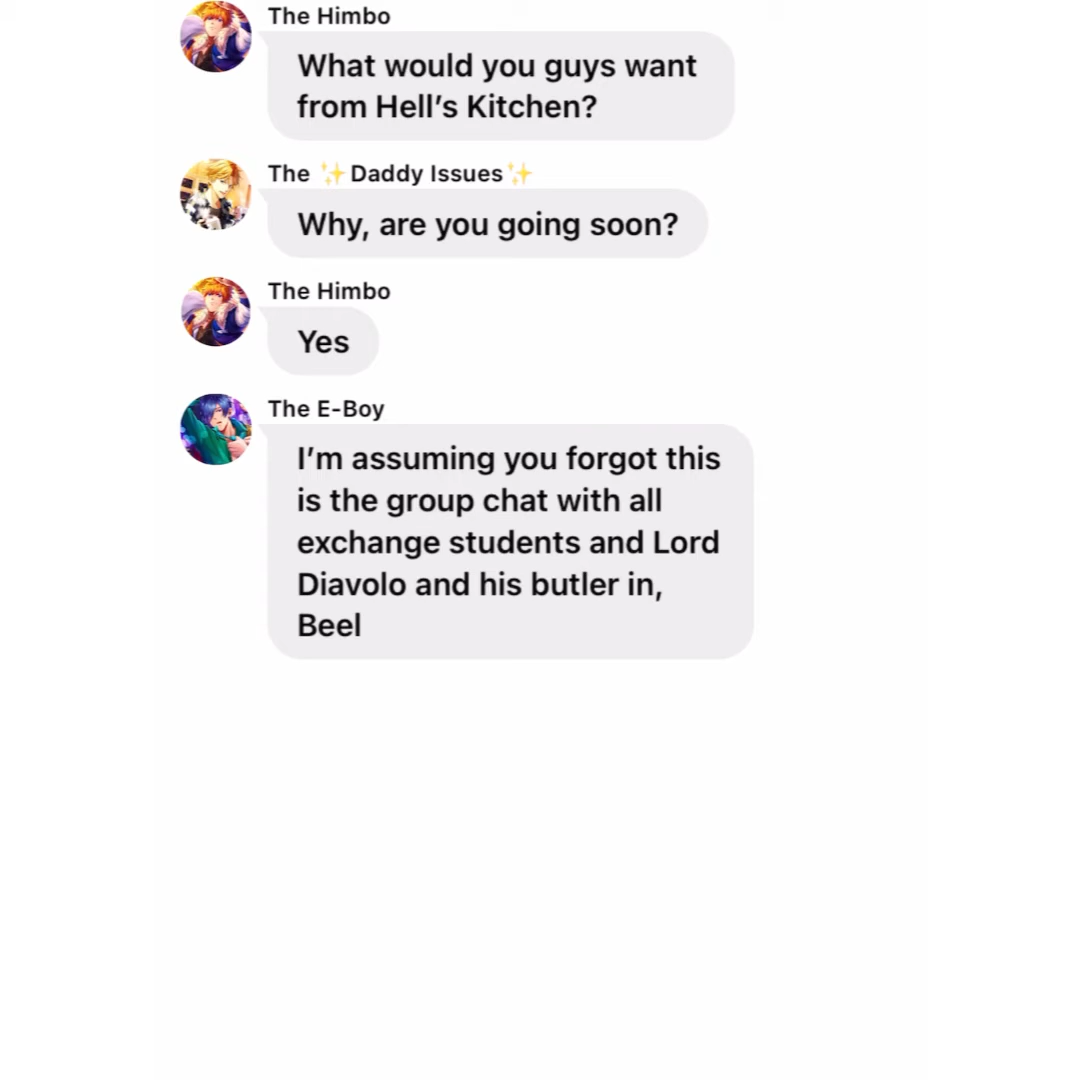 The Himbo
What would you guys want
from Hell’s Kitchen?
The ✨Daddy Issues✨
Why, are you going soon?
The Himbo
Yes
The E-Boy
I’m assuming you forgot this
is the group chat with all
exchange students and Lord
Diavolo and his butler in,
Beel